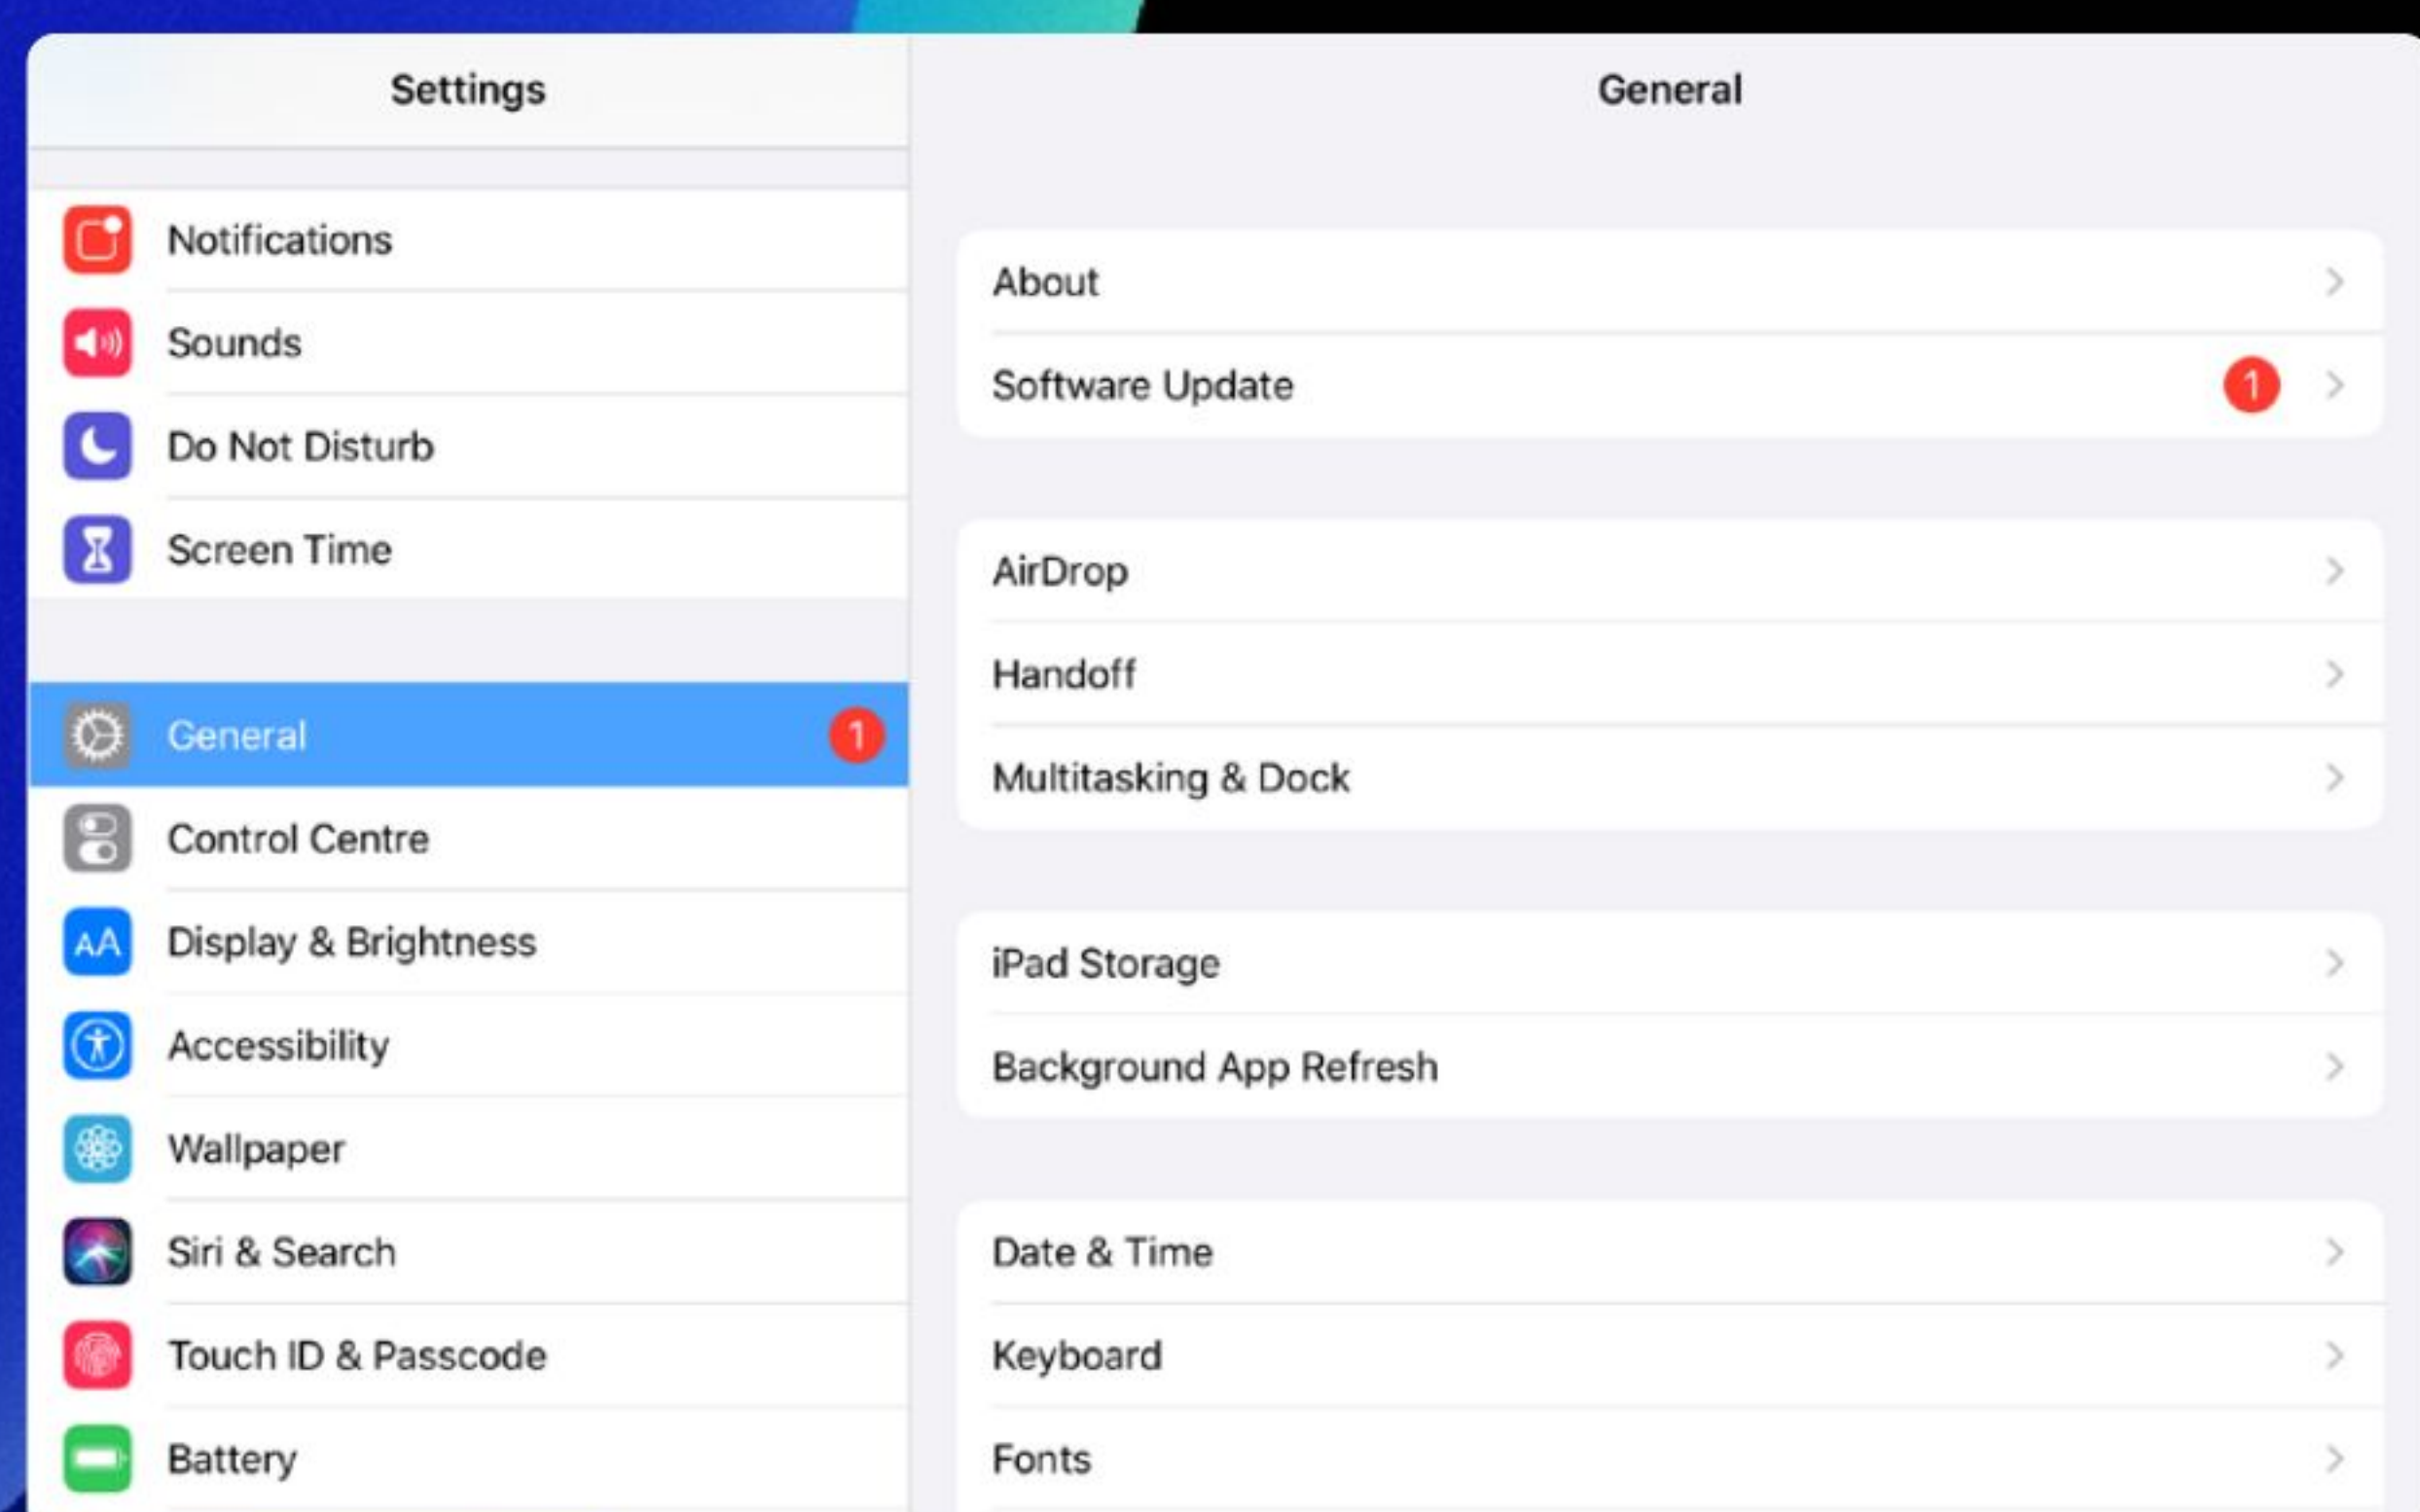 Settings
Notifications
Sounds
Do Not Disturb
Screen Time
General 1
Control Centre
AA Display & Brightness
Accessibility
Wallpaper
Siri & Search
Touch ID & Passcode
Battery
General
About
Software Update 1
AirDrop
Handoff
Multitasking & Dock
iPad Storage
Background App Refresh
Date & Time
Keyboard
Fonts